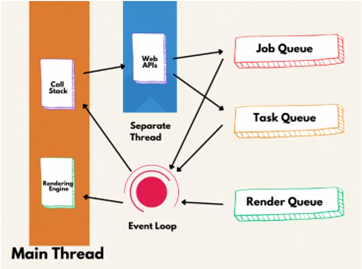 Web
APIs
Job Queue
Call
Stack
Task Queue
Separate
Thread
Rendering
Engine
Render Queue
Event Loop
Main Thread